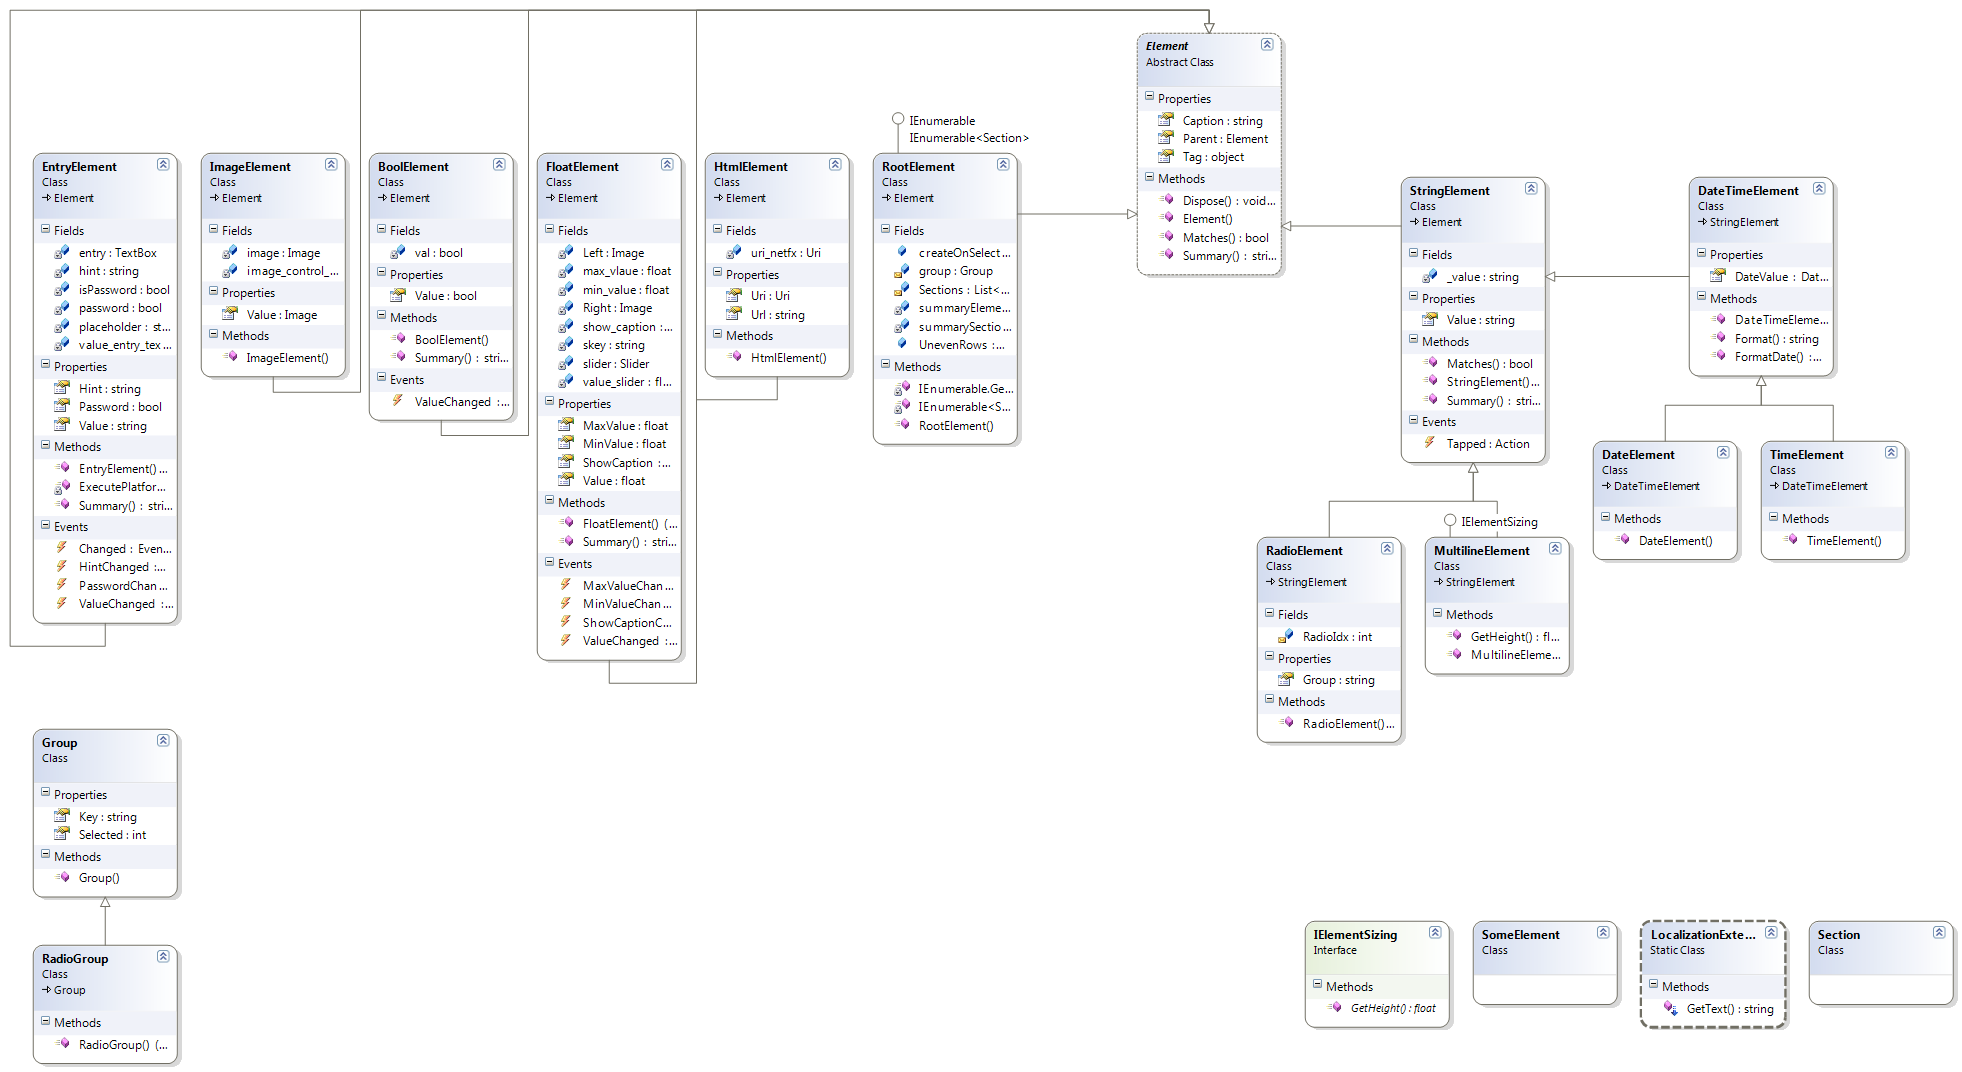 Element
Abstract Class
Properties
Caption : string
Parent : Element
Tag : object
Methods
Dispose() : void...
Element()
Matches() : bool
Summary() : stri...
EntryElement
Class
Element
Fields
entry : TextBox
hint : string
isPassword : bool
password : bool
placeholder : st...
value_entry_tex...
Properties
Hint : string
Password : bool
Value : string
Methods
EntryElement() ...
ExecutePlatfor...
Summary() : stri...
Events
Changed : Even...
HintChanged :...
PasswordChan...
ValueChanged :...
ImageElement
Class
Element
Fields
image : Image
image_control_...
Properties
Value : Image
Methods
ImageElement()
BoolElement
Class
Element
Fields
val : bool
Properties
Value : bool
Methods
BoolElement()
Summary() : stri...
Events
ValueChanged :...
FloatElement
Class
Element
Fields
Left : Image
max_vlaue : float
min_value : float
Right : Image
show_caption :...
skey : string
slider : Slider
value_slider : fl...
Properties
MaxValue : float
MinValue : float
ShowCaption :...
Value : float
Methods
FloatElement() (...
Summary() : stri...
Events
MaxValueChan...
MinValueChan...
ShowCaptionC...
ValueChanged :...
HtmlElement
Class
Element
Fields
uri_netfx : Uri
Properties
Uri : Uri
Url : string
Methods
HtmlElement()
IEnumerable
IEnumerable<Section>
RootElement
Class
Element
Fields
createOnSelect...
group : Group
Sections : List<...
summaryEleme...
summarySectio...
UnevenRows :...
Methods
IEnumerable.Ge...
IEnumerable<S...
RootElement()
StringElement
Class
Element
Fields
_value : string
Properties
Value : string
Methods
Matches() : bool
StringElement()...
Summary() : stri...
Events
Tapped : Action
DateTimeElement
Class
StringElement
Properties
DateValue : Dat...
Methods
DateTimeEleme...
Format() : string
FormatDate() :...
DateElement
Class
DateTimeElement
Methods
DateElement()
TimeElement
Class
DateTimeElement
Methods
TimeElement()
RadioElement
Class
StringElement
Fields
RadioIdx : int
Properties
Group : string
Methods
RadioElement()...
IElementSizing
MultilineElement
Class
StringElement
Methods
GetHeight() : fl...
MultilineEleme...
Group
Class
Properties
Key : string
Selected : int
Methods
Group()
RadioGroup
Class
Group
Methods
RadioGroup() (...
IElementSizing
Interface
Methods
GetHeight() : float
SomeElement
Class
LocalizationExte...
Static Class
Methods
GetText() : string
Section
Class